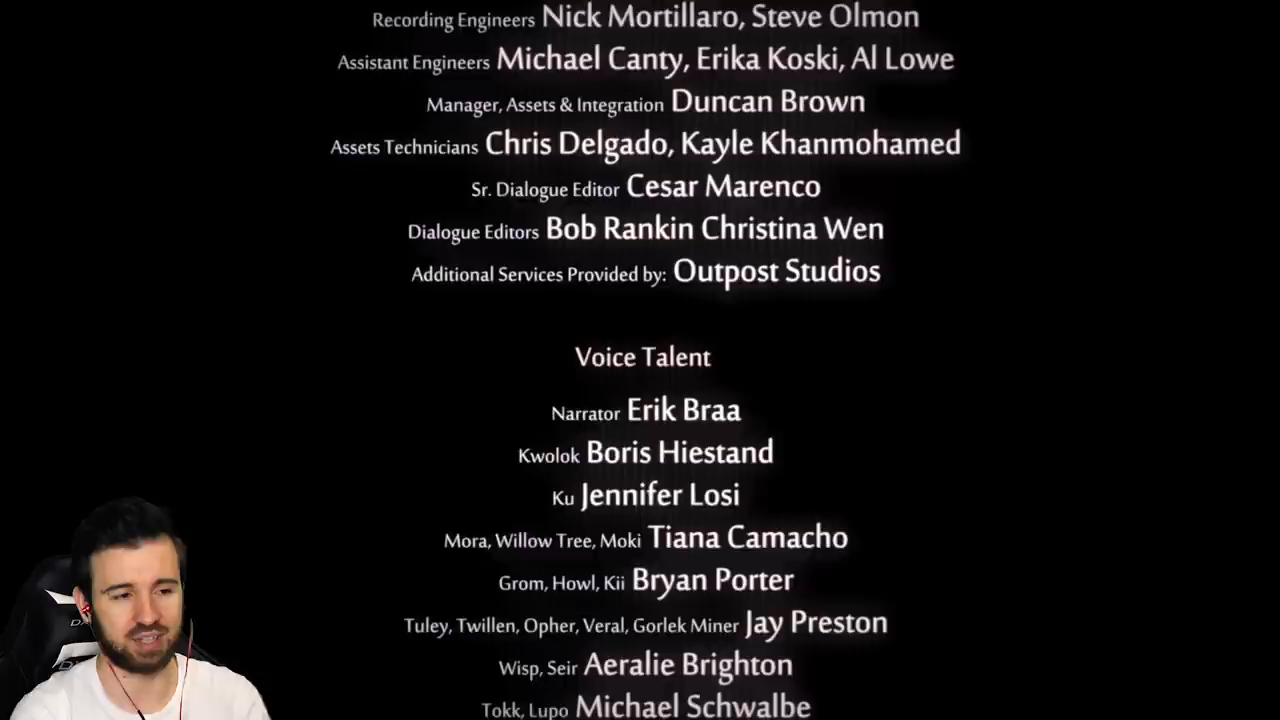 Recording Engineers Nick Mortillaro, Steve Olmon
Assistant Engineers Michael Canty, Erika Koski, Al Lowe
Manager, Assets & Integration Duncan Brown
Assets Technicians Chris Delgado, Kayle Khanmohamed
Sr. Dialogue Editor Cesar Marenco
Dialogue Editors Bob Rankin Christina Wen
Additional Services Provided by: Outpost Studios
Voice Talent
Narrator Erik Braa
Kwolok Boris Hiestand
Ku Jennifer Losi
Mora, Willow Tree, Moki Tiana Camacho
Grom, Howl, Kii Bryan Porter
Tuley, Twillen, Opher, Veral, Gorlek Miner Jay Preston
Wisp, Seir Aeralie Brighton
Tokk, Lupo Michael Schwalbe